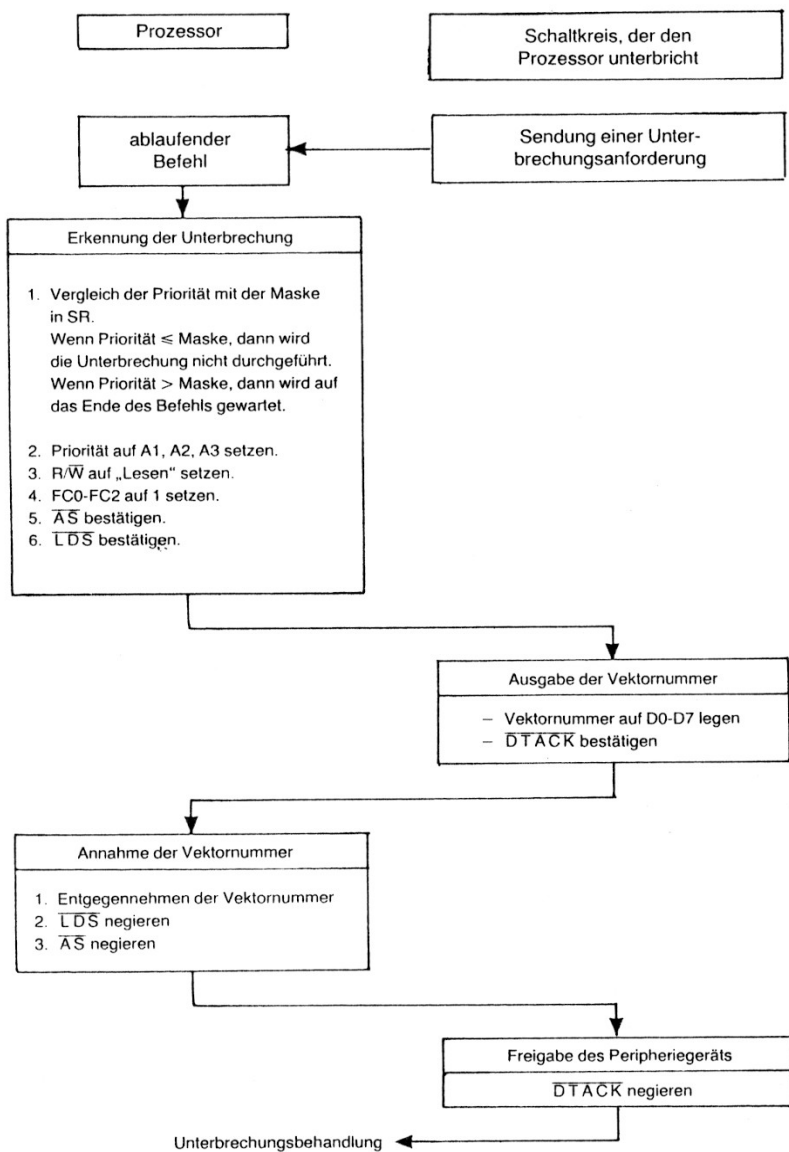 Prozessor
Schaltkreis, der den
Prozessor unterbricht
ablaufender
Befehl
Sendung einer Unter-
brechungsanforderung
Erkennung der Unterbrechung
1. Vergleich der Priorität mit der Maske
in SR.
Wenn Priorität ≤ Maske, dann wird
die Unterbrechung nicht durchgeführt.
Wenn Priorität > Maske, dann wird auf
das Ende des Befehls gewartet.
2. Priorität auf A1, A2, A3 setzen.
3. R/W̅ auf „Lesen“ setzen.
4. FC0-FC2 auf 1 setzen.
5. A̅S̅ bestätigen.
6. L̅D̅S̅ bestätigen.
Ausgabe der Vektornummer
– Vektornummer auf D0-D7 legen
– D̅T̅A̅C̅K̅ bestätigen
Annahme der Vektornummer
1. Entgegennehmen der Vektornummer
2. L̅D̅S̅ negieren
3. A̅S̅ negieren
Freigabe des Peripheriegeräts
D̅T̅A̅C̅K̅ negieren
Unterbrechungsbehandlung